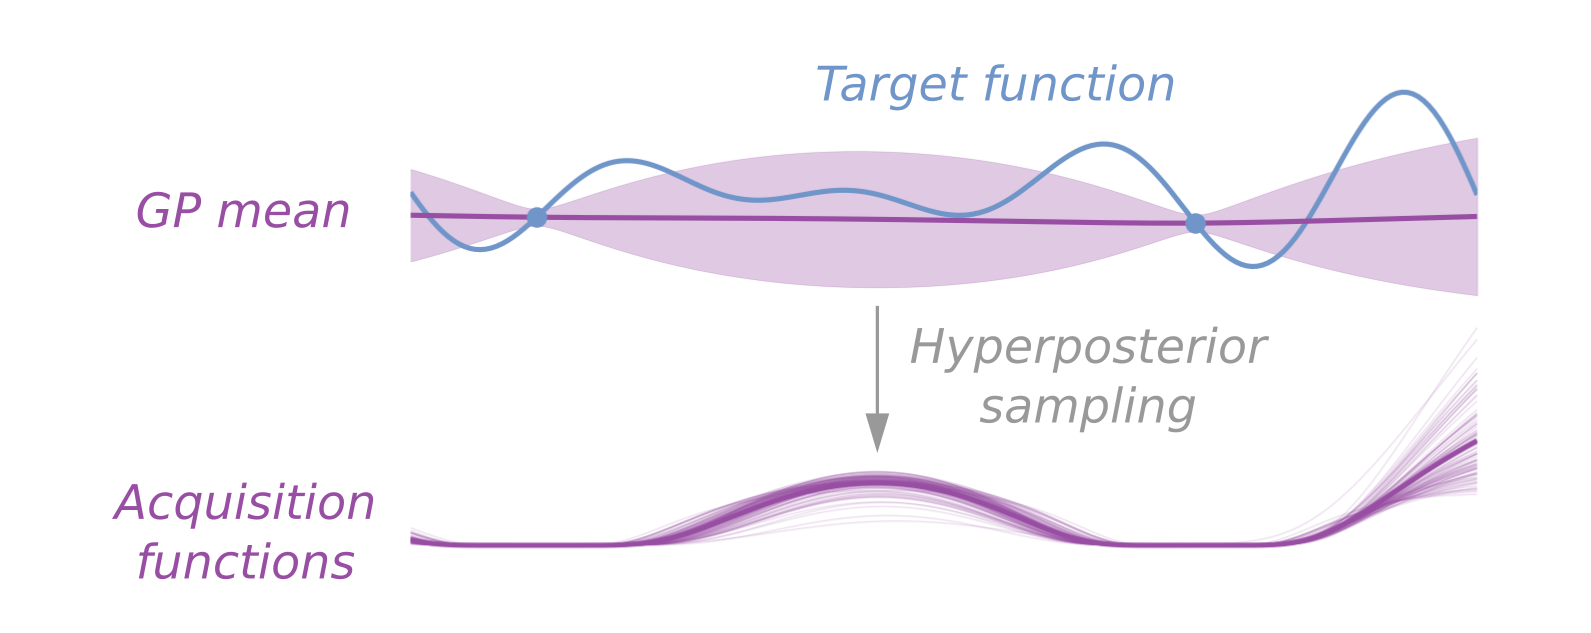 Target function
GP mean
Hyperposterior
sampling
Acquisition
functions